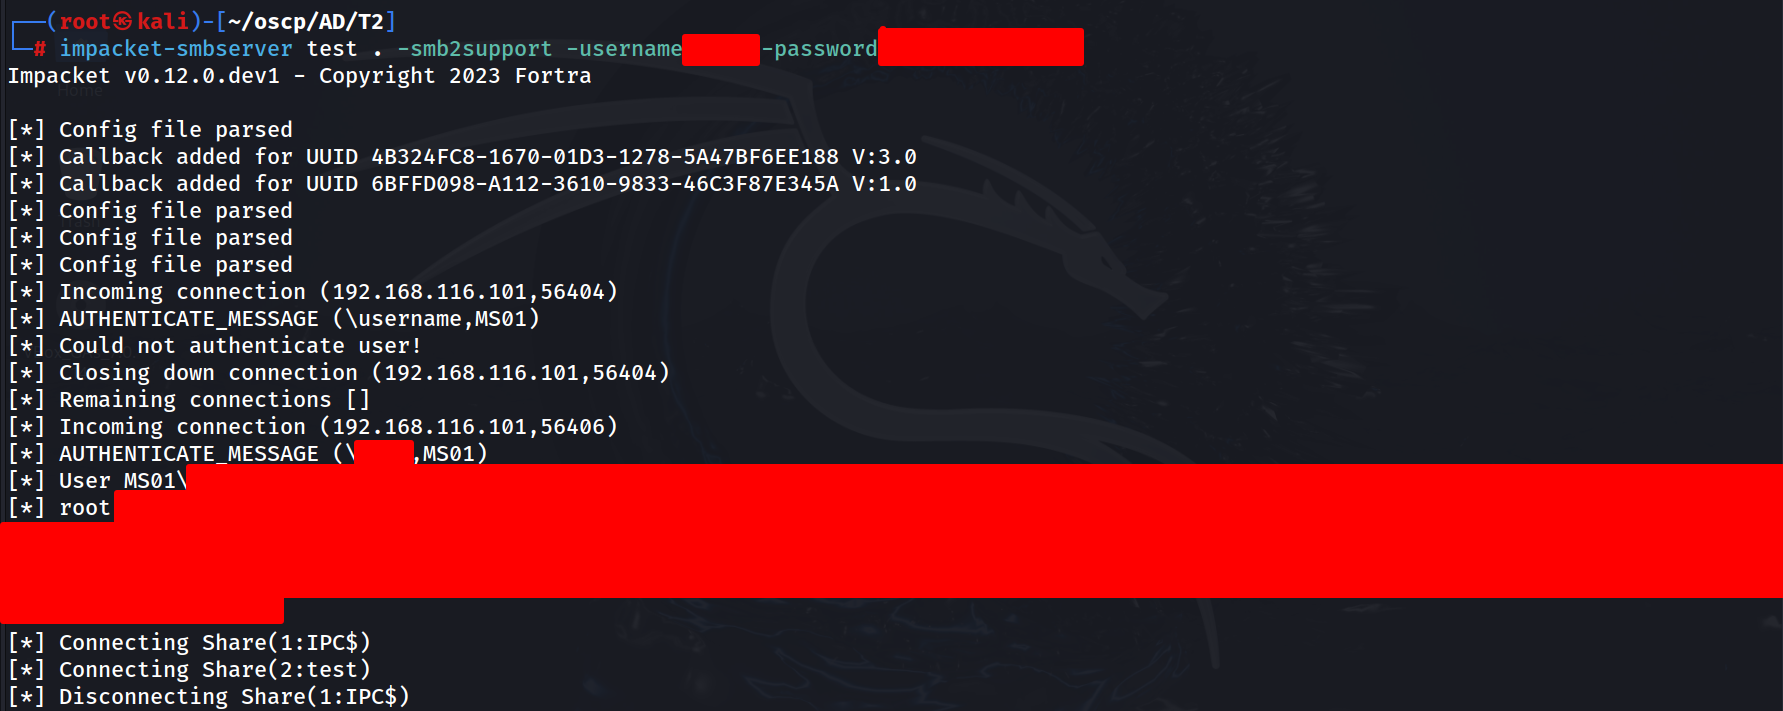 ┌──(root㉿kali)-[~/oscp/AD/T2]
└─# impacket-smbserver test . -smb2support -username -password
Impacket v0.12.0.dev1 - Copyright 2023 Fortra
Home
[*] Config file parsed
[*] Callback added for UUID 4B324FC8-1670-01D3-1278-5A47BF6EE188 V:3.0
[*] Callback added for UUID 6BFFD098-A112-3610-9833-46C3F87E345A V:1.0
[*] Config file parsed
[*] Config file parsed
[*] Config file parsed
[*] Incoming connection (192.168.116.101,56404)
[*] AUTHENTICATE_MESSAGE (\username,MS01)
[*] Could not authenticate user!
[*] Closing down connection (192.168.116.101,56404)
[*] Remaining connections []
[*] Incoming connection (192.168.116.101,56406)
[*] AUTHENTICATE_MESSAGE (\ ,MS01)
[*] User MS01\
[*] root
[*] Connecting Share(1:IPC$)
[*] Connecting Share(2:test)
[*] Disconnecting Share(1:IPC$)